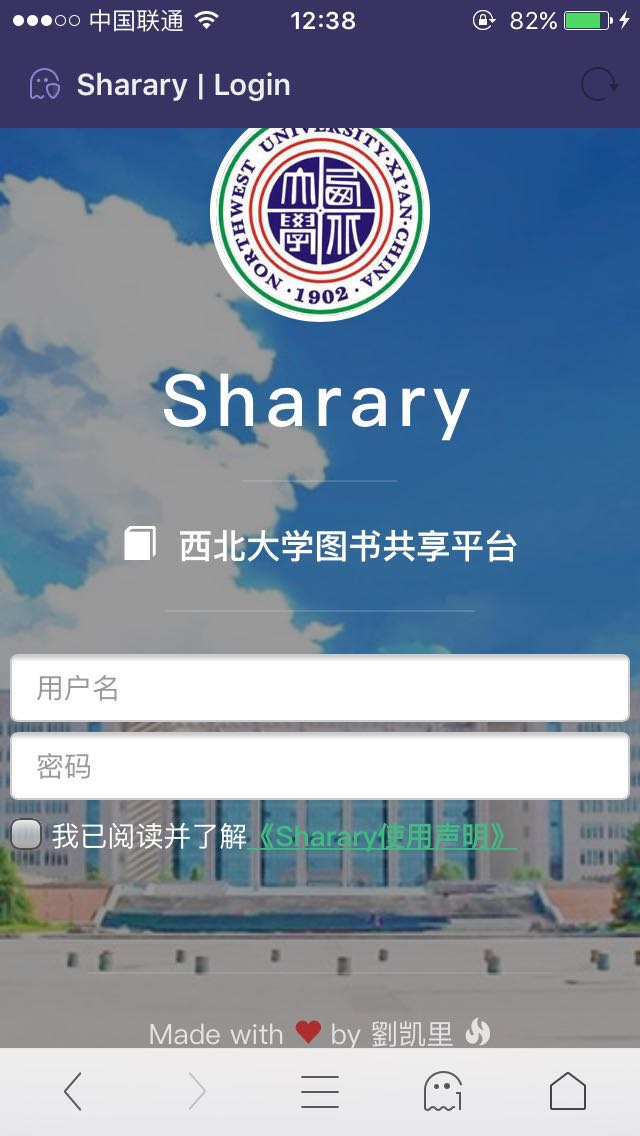 中国联通 12:38 82%
Sharary | Login
NORTHWEST UNIVERSITY·XI'AN·CHINA
·1902·
Sharary
西北大学图书共享平台
用户名
密码
我已阅读并了解《Sharary使用声明》
Made with ❤ by 劉凯里
1